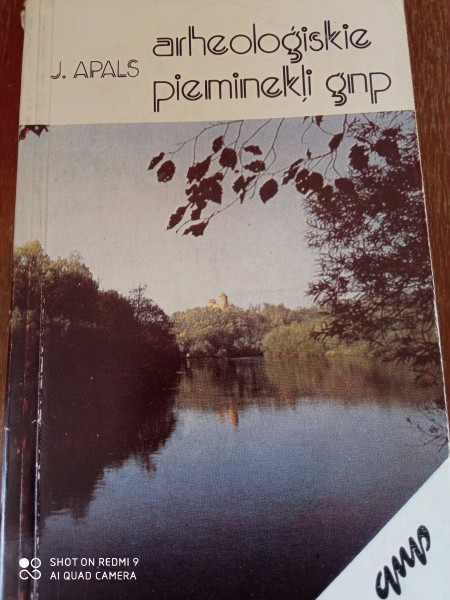 J. APALS
arheoloģiskie
pieminekļi gnp
SHOT ON REDMI 9
AI QUAD CAMERA